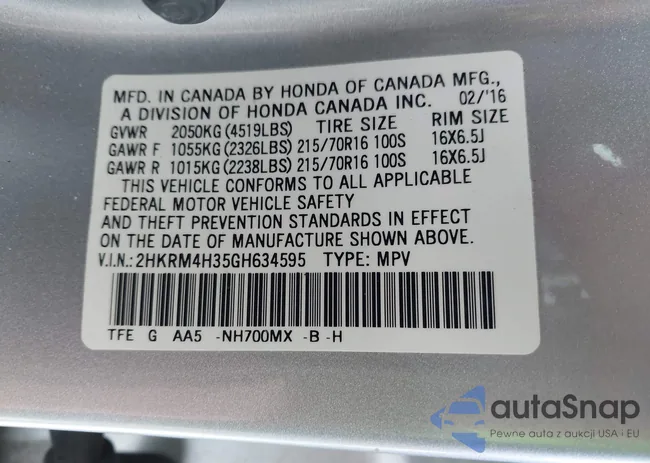 MFD. IN CANADA BY HONDA OF CANADA MFG.,
A DIVISION OF HONDA CANADA INC. 02/'16
GVWR 2050KG (4519LBS) TIRE SIZE RIM SIZE
GAWR F 1055KG (2326LBS) 215/70R16 100S 16X6.5J
GAWR R 1015KG (2238LBS) 215/70R16 100S 16X6.5J
THIS VEHICLE CONFORMS TO ALL APPLICABLE
FEDERAL MOTOR VEHICLE SAFETY
AND THEFT PREVENTION STANDARDS IN EFFECT
ON THE DATE OF MANUFACTURE SHOWN ABOVE.
V.I.N.: 2HKRM4H35GH634595 TYPE: MPV
TFE G AA5 -NH700MX -B -H
autaSnap
Pewne auta z aukcji USA i EU